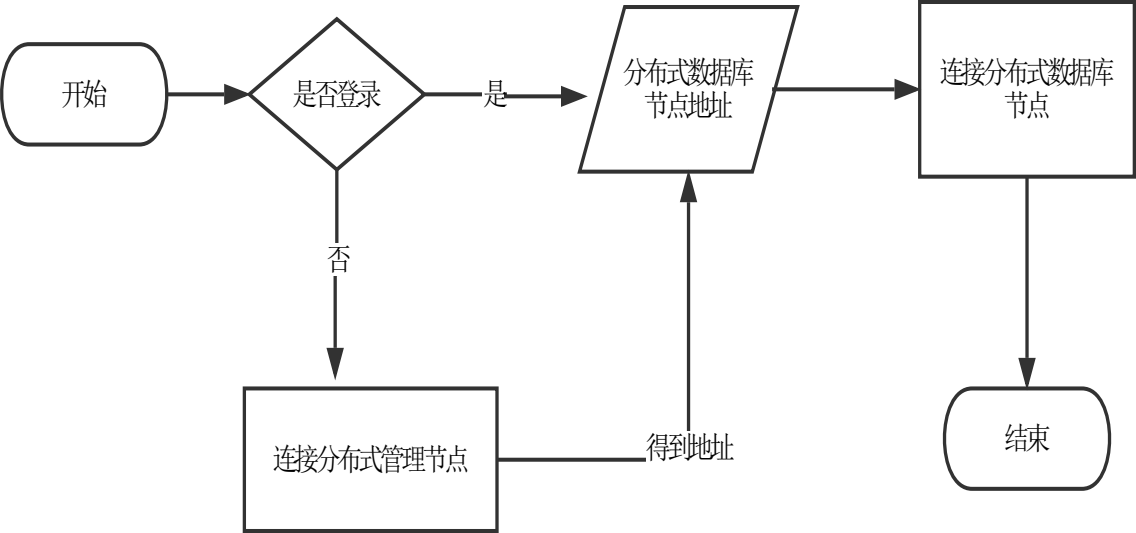 开始
是否登录
是
分布式数据库
节点地址
连接分布式数据库
节点
否
连接分布式管理节点
得到地址
结束